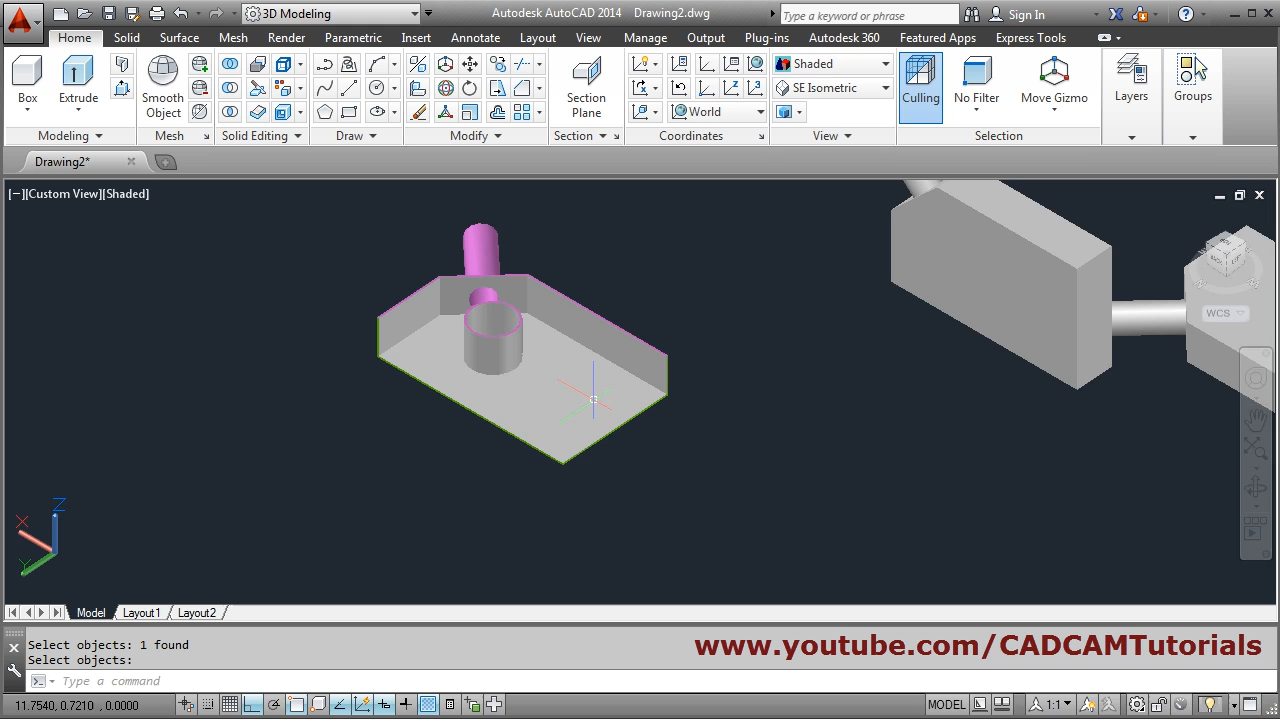 3D Modeling
Autodesk AutoCAD 2014 Drawing2.dwg
Type a keyword or phrase
Sign In
Home Solid Surface Mesh Render Parametric Insert Annotate Layout View Manage Output Plug-ins Autodesk 360 Featured Apps Express Tools
Box
Extrude
Smooth
Object
Section
Plane
World
Shaded
SE Isometric
Culling
No Filter
Move Gizmo
Layers
Groups
Modeling Mesh Solid Editing Draw Modify Section Coordinates View Selection
Drawing2*
[−][Custom View][Shaded]
WCS
Z
X
Y
Model Layout1 Layout2
Select objects: 1 found
Select objects:
www.youtube.com/CADCAMTutorials
Type a command
11.7540, 0.7210 , 0.0000
MODEL
1:1